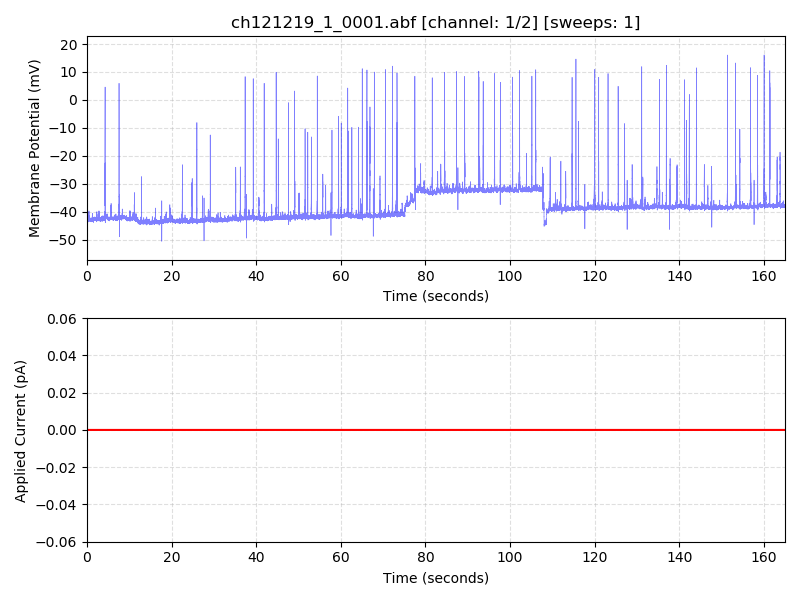 ch121219_1_0001.abf [channel: 1/2] [sweeps: 1]
20
10
0
−10
−20
−30
−40
−50
Membrane Potential (mV)
0 20 40 60 80 100 120 140 160
Time (seconds)
0.06
0.04
0.02
0.00
−0.02
−0.04
−0.06
Applied Current (pA)
0 20 40 60 80 100 120 140 160
Time (seconds)